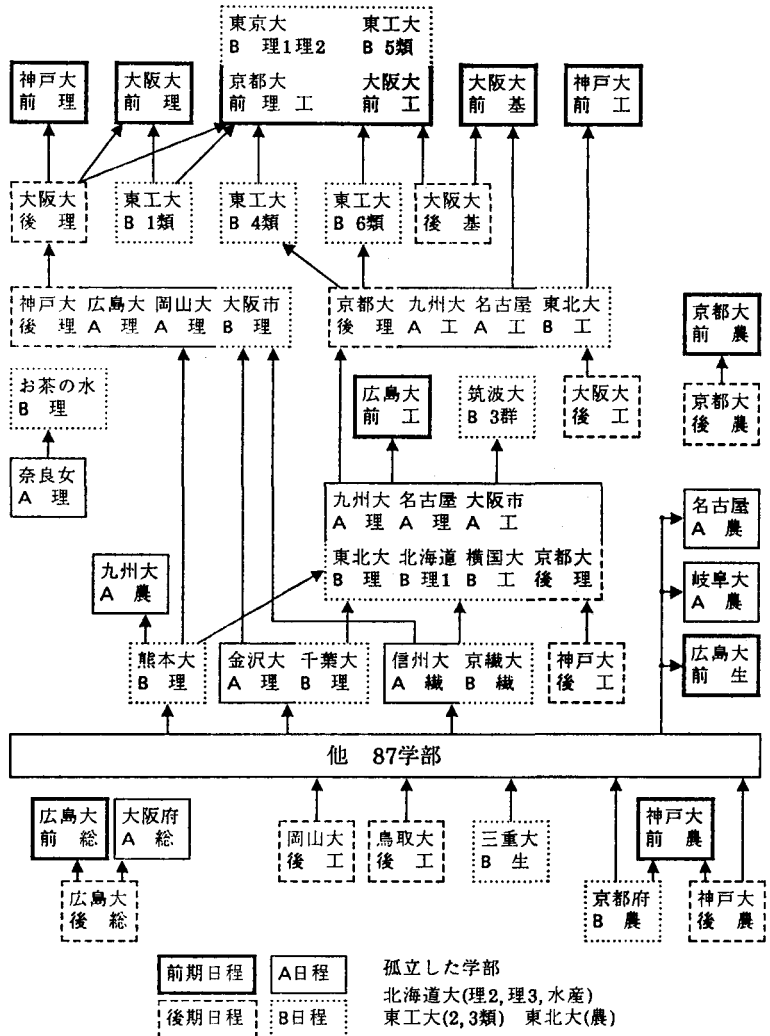 東京大 東工大
B 理1理2 B 5類
京都大 大阪大
前 理 工 前 工
神戸大
前 理
大阪大
前 理
大阪大
前 基
神戸大
前 工
大阪大
後 理
東工大
B 1類
東工大
B 4類
東工大
B 6類
大阪大
後 基
神戸大 広島大 岡山大 大阪市
後 理 A 理 A 理 B 理
京都大 九州大 名古屋 東北大
後 理 A 工 A 工 B 工
京都大
前 農
お茶の水
B 理
広島大
前 工
筑波大
B 3群
大阪大
後 工
京都大
後 農
奈良女
A 理
九州大 名古屋 大阪市
A 理 A 理 A 工
東北大 北海道 横国大 京都大
B 理 B 理1 B 工 後 理
名古屋
A 農
九州大
A 農
岐阜大
A 農
熊本大
B 理
金沢大 千葉大
A 理 B 理
信州大 京繊大
A 繊 B 繊
神戸大
後 工
広島大
前 生
他 87学部
広島大
前 総
大阪府
A 総
岡山大
後 工
鳥取大
後 工
三重大
B 生
神戸大
前 農
広島大
後 総
京都府
B 農
神戸大
後 農
前期日程 A日程 孤立した学部
北海道大(理2,理3,水産)
後期日程 B日程 東工大(2,3類) 東北大(農)